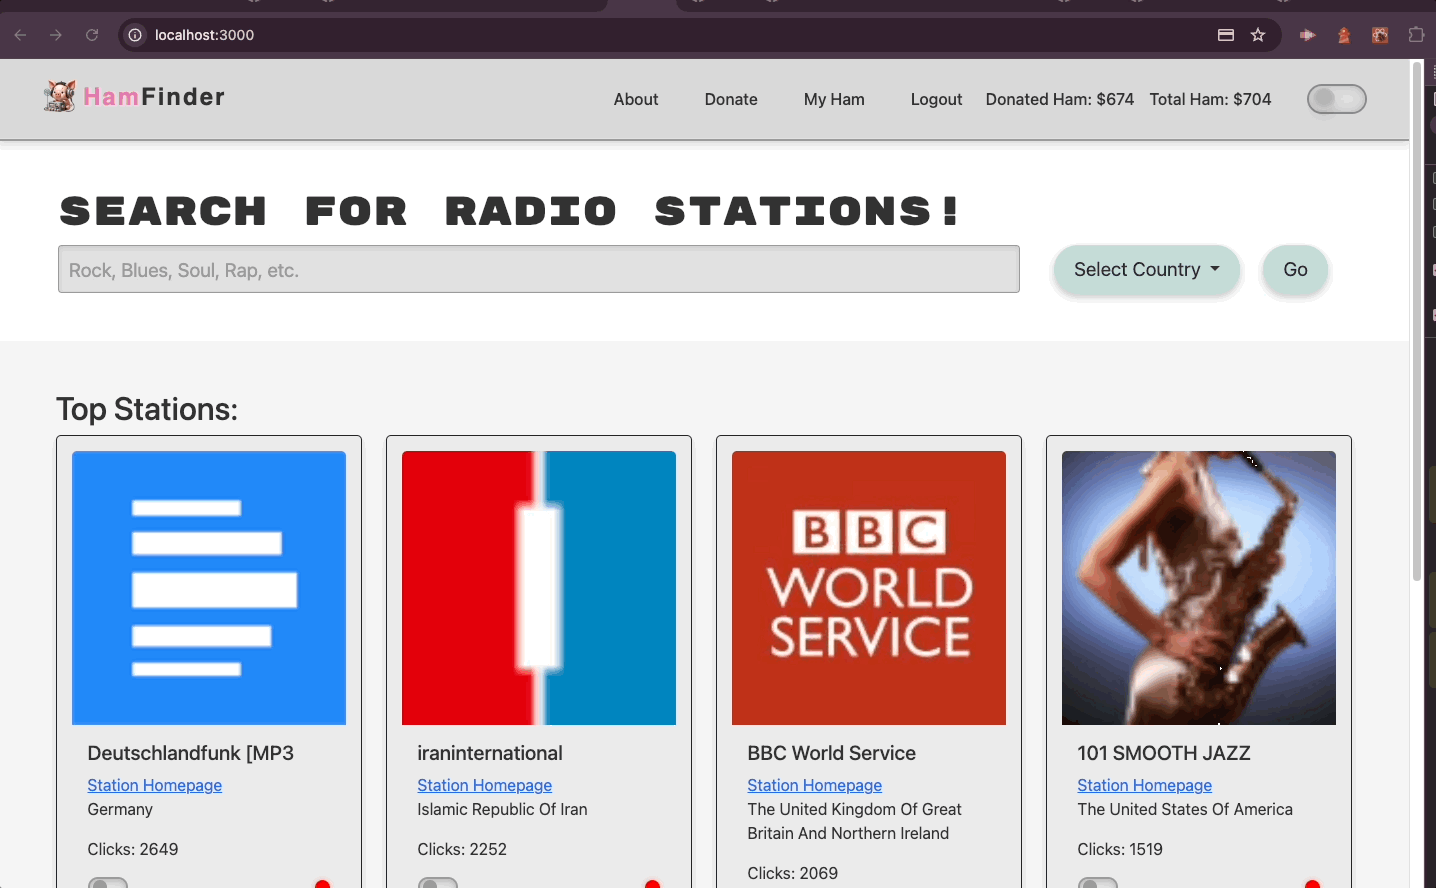 localhost:3000
HamFinder
About Donate My Ham Logout Donated Ham: $674 Total Ham: $704
SEARCH FOR RADIO STATIONS!
Rock, Blues, Soul, Rap, etc.
Select Country
Go
Top Stations:
BBC
WORLD
SERVICE
Deutschlandfunk [MP3
Station Homepage
Germany
Clicks: 2649
iraninternational
Station Homepage
Islamic Republic Of Iran
Clicks: 2252
BBC World Service
Station Homepage
The United Kingdom Of Great
Britain And Northern Ireland
Clicks: 2069
101 SMOOTH JAZZ
Station Homepage
The United States Of America
Clicks: 1519